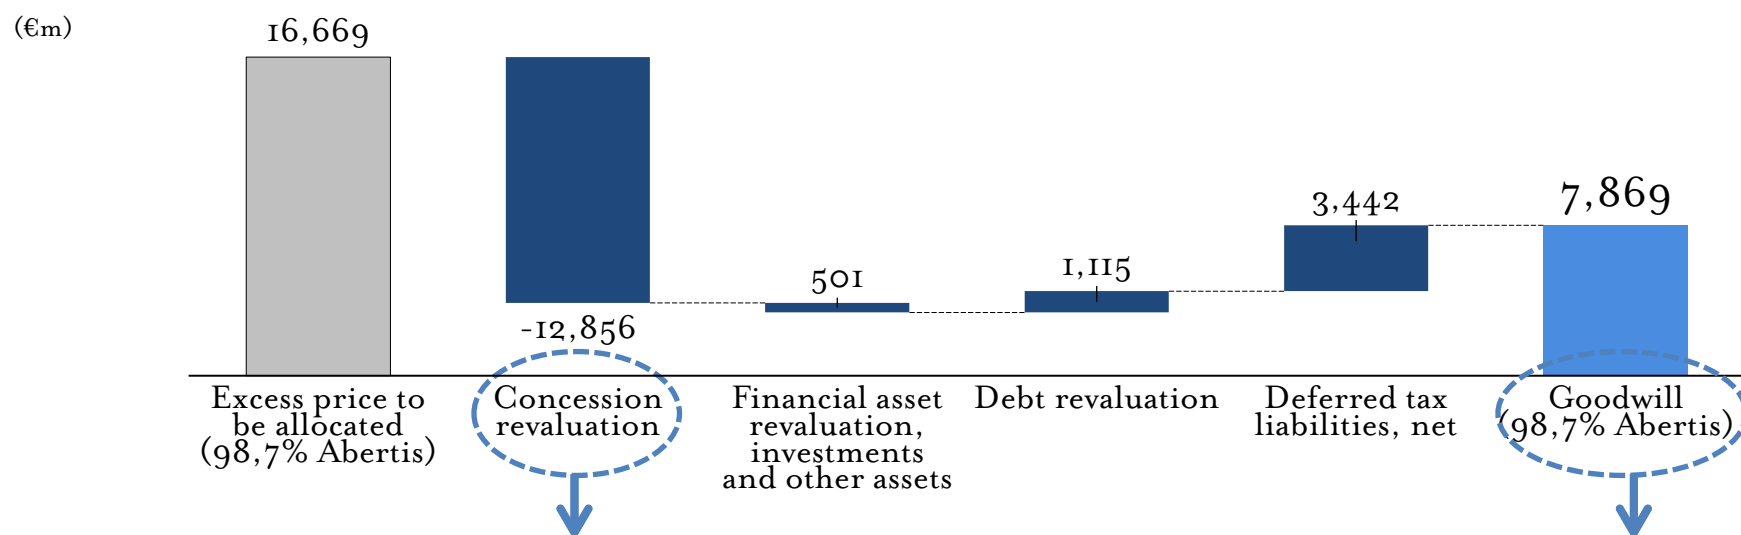 (€m)
16,669
-12,856
501
1,115
3,442
7,869
Excess price to
be allocated
(98,7% Abertis)
Concession
revaluation
Financial asset
revaluation,
investments
and other assets
Debt revaluation
Deferred tax
liabilities, net
Goodwill
(98,7% Abertis)